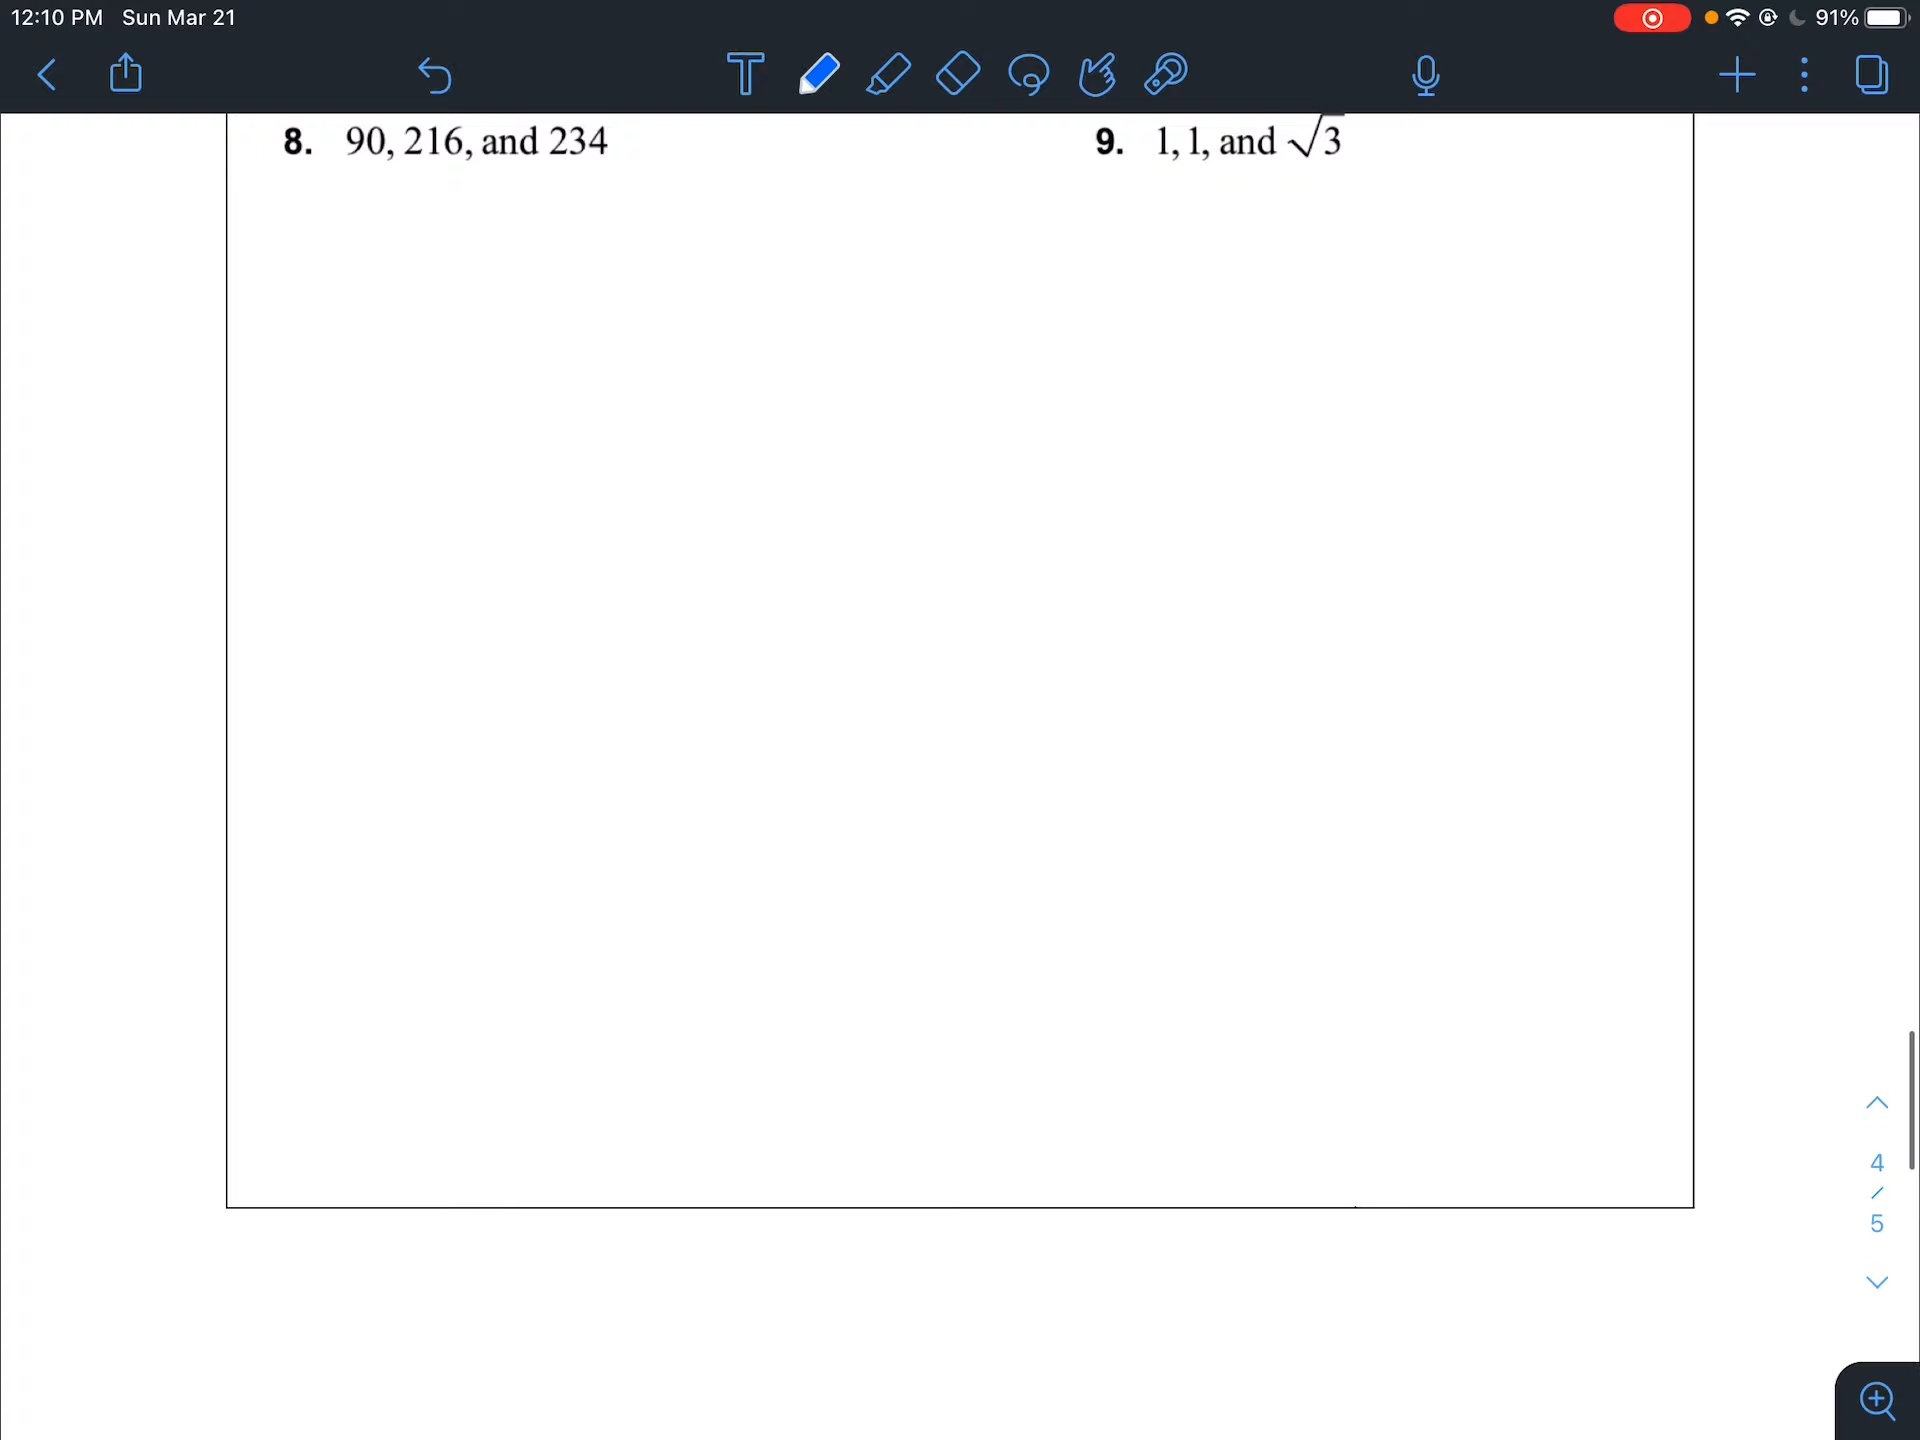 12:10 PM Sun Mar 21
91%
T
8. 90, 216, and 234
9. 1, 1, and √3
4
/
5